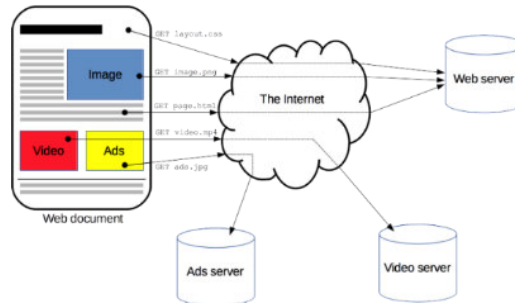 GET layout.css
Image
GET image.png
Web server
The Internet
GET page.html
GET video.mp4
Video
Ads
GET ads.jpg
Web document
Ads server
Video server